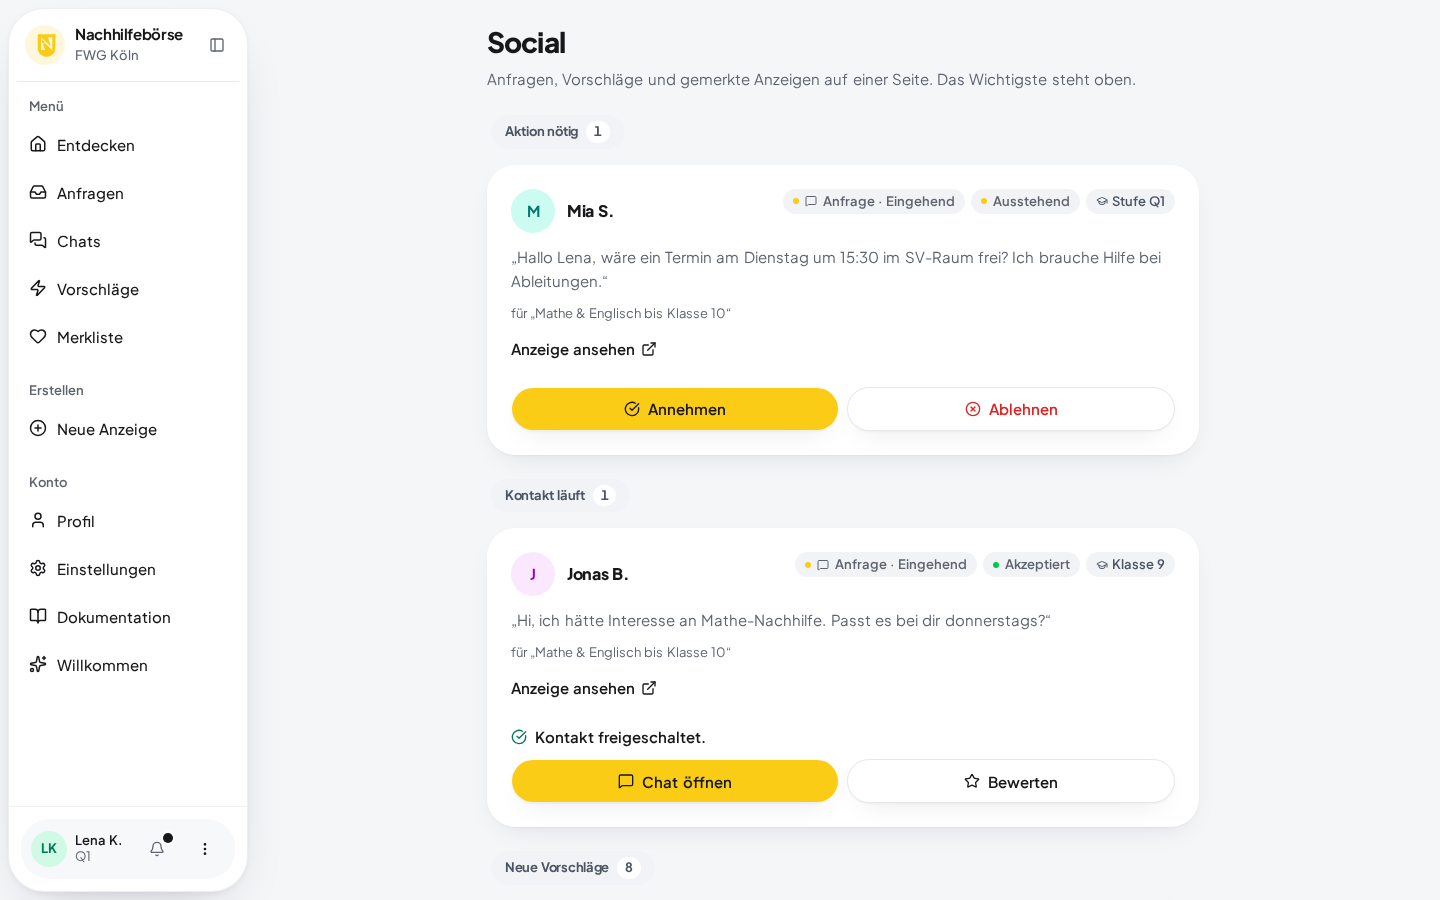 Nachhilfebörse
FWG Köln
Menü
Entdecken
Anfragen
Chats
Vorschläge
Merkliste
Erstellen
Neue Anzeige
Konto
Profil
Einstellungen
Dokumentation
Willkommen
LK
Lena K.
Q1
Social
Anfragen, Vorschläge und gemerkte Anzeigen auf einer Seite. Das Wichtigste steht oben.
Aktion nötig 1
M
Mia S.
Anfrage · Eingehend
Ausstehend
Stufe Q1
„Hallo Lena, wäre ein Termin am Dienstag um 15:30 im SV-Raum frei? Ich brauche Hilfe bei
Ableitungen.“
für „Mathe & Englisch bis Klasse 10“
Anzeige ansehen
Annehmen
Ablehnen
Kontakt läuft 1
J
Jonas B.
Anfrage · Eingehend
Akzeptiert
Klasse 9
„Hi, ich hätte Interesse an Mathe-Nachhilfe. Passt es bei dir donnerstags?“
für „Mathe & Englisch bis Klasse 10“
Anzeige ansehen
Kontakt freigeschaltet.
Chat öffnen
Bewerten
Neue Vorschläge 8